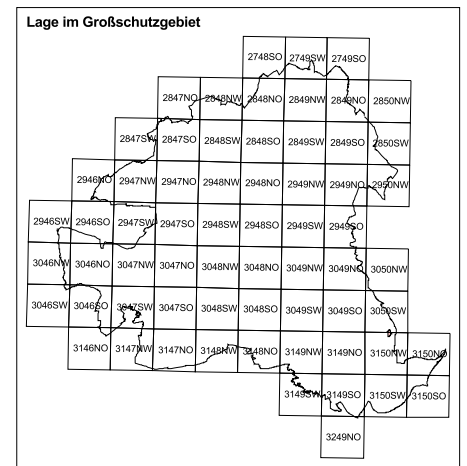 Lage im Großschutzgebiet
2748SO 2749SW 2749SO
2847NO 2848NW 2848NO 2849NW 2849NO 2850NW
2847SW 2847SO 2848SW 2848SO 2849SW 2849SO 2850SW
2946NO 2947NW 2947NO 2948NW 2948NO 2949NW 2949NO 2950NW
2946SW 2946SO 2947SW 2947SO 2948SW 2948SO 2949SW 2949SO
3046NW 3046NO 3047NW 3047NO 3048NW 3048NO 3049NW 3049NO 3050NW
3046SW 3046SO 3047SW 3047SO 3048SW 3048SO 3049SW 3049SO 3050SW
3146NO 3147NW 3147NO 3148NW 3148NO 3149NW 3149NO 3150NW 3150NO
3149SW 3149SO 3150SW 3150SO
3249NO